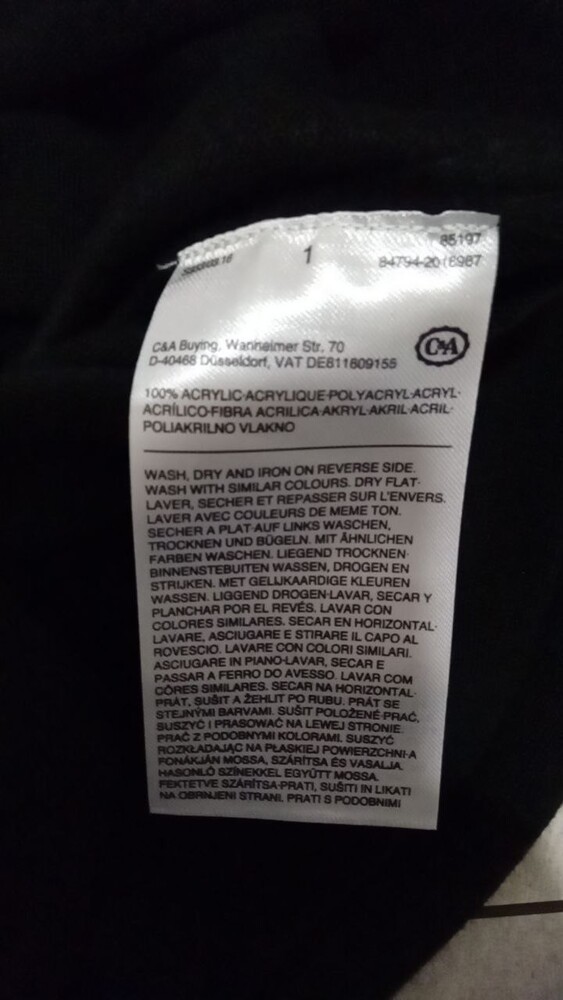 1
85197
C&A Buying, Wanheimer Str. 70
D-40468 Düsseldorf, VAT DE811809155
C&A
100% ACRYLIC·ACRYLIQUE·POLYACRYL·ACRYL·
ACRÍLICO·FIBRA ACRILICA·AKRYL·AKRIL·ACRIL·
POLIAKRILNO VLAKNO
WASH, DRY AND IRON ON REVERSE SIDE.
WASH WITH SIMILAR COLOURS. DRY FLAT·
LAVER, SECHER ET REPASSER SUR L'ENVERS.
LAVER AVEC COULEURS DE MEME TON.
SECHER A PLAT·AUF LINKS WASCHEN,
TROCKNEN UND BÜGELN. MIT ÄHNLICHEN
FARBEN WASCHEN. LIEGEND TROCKNEN·
BINNENSTEBUITEN WASSEN, DROGEN EN
STRIJKEN. MET GELIJKAARDIGE KLEUREN
WASSEN. LIGGEND DROGEN·LAVAR, SECAR Y
PLANCHAR POR EL REVÉS. LAVAR CON
COLORES SIMILARES. SECAR EN HORIZONTAL·
LAVARE, ASCIUGARE E STIRARE IL CAPO AL
ROVESCIO. LAVARE CON COLORI SIMILARI.
ASCIUGARE IN PIANO·LAVAR, SECAR E
PASSAR A FERRO DO AVESSO. LAVAR COM
CÔRES SIMILARES. SECAR NA HORIZONTAL·
PRÁT, SUŠIT A ŽEHLIT PO RUBU. PRÁT SE
STEJNÝMI BARVAMI. SUŠIT POLOŽENÉ·PRAĆ,
SUSZYĆ I PRASOWAĆ NA LEWEJ STRONIE.
PRAĆ Z PODOBNYMI KOLORAMI. SUSZYĆ
ROZKŁADAJĄC NA PŁASKIEJ POWIERZCHNI·A
FONÁKJÁN MOSSA, SZÁRÍTSA ÉS VASALJA.
HASONLÓ SZÍNEKKEL EGYÜTT MOSSA.
FEKTETVE SZÁRÍTSA·PRATI, SUŠITI IN LIKATI
NA OBRNJENI STRANI. PRATI S PODOBNIMI